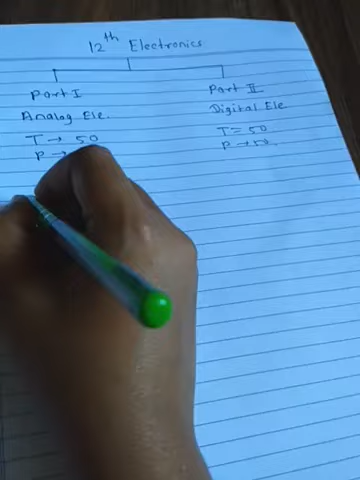 12th Electronics
Part I
Analog Ele.
T → 50
P →
Part II
Digital Ele
T = 50
P → 50